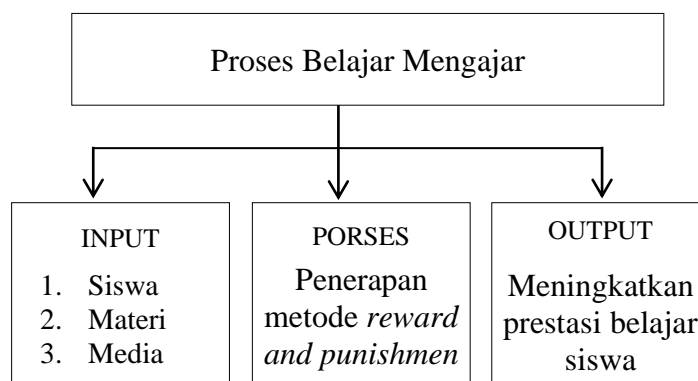 Proses Belajar Mengajar
INPUT
1. Siswa
2. Materi
3. Media
PORSES
Penerapan
metode reward
and punishmen
OUTPUT
Meningkatkan
prestasi belajar
siswa